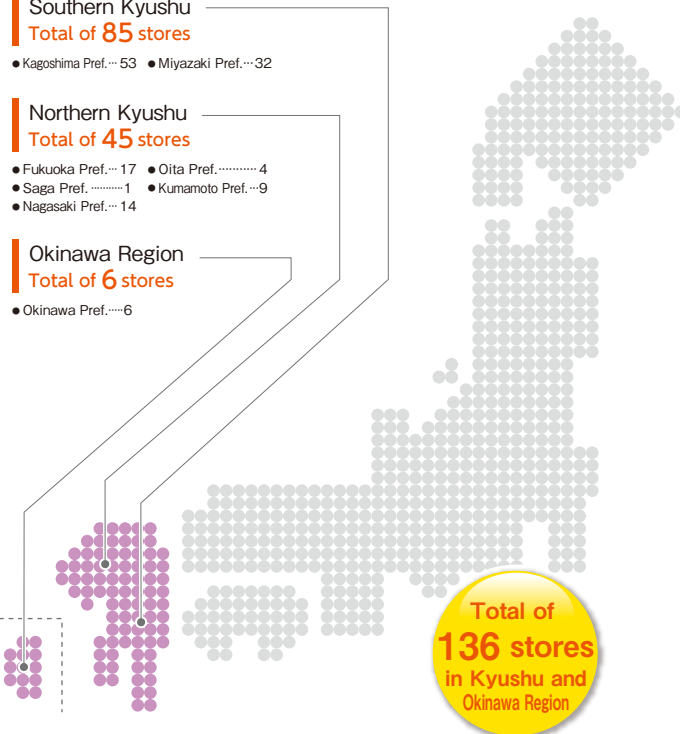 Southern Kyushu
Total of 85 stores
●Kagoshima Pref.··· 53 ●Miyazaki Pref.···32
Northern Kyushu
Total of 45 stores
●Fukuoka Pref.··· 17 ●Oita Pref.··········· 4
●Saga Pref. ··········1 ●Kumamoto Pref.···9
●Nagasaki Pref.··· 14
Okinawa Region
Total of 6 stores
●Okinawa Pref.·····6
Total of
136 stores
in Kyushu and
Okinawa Region